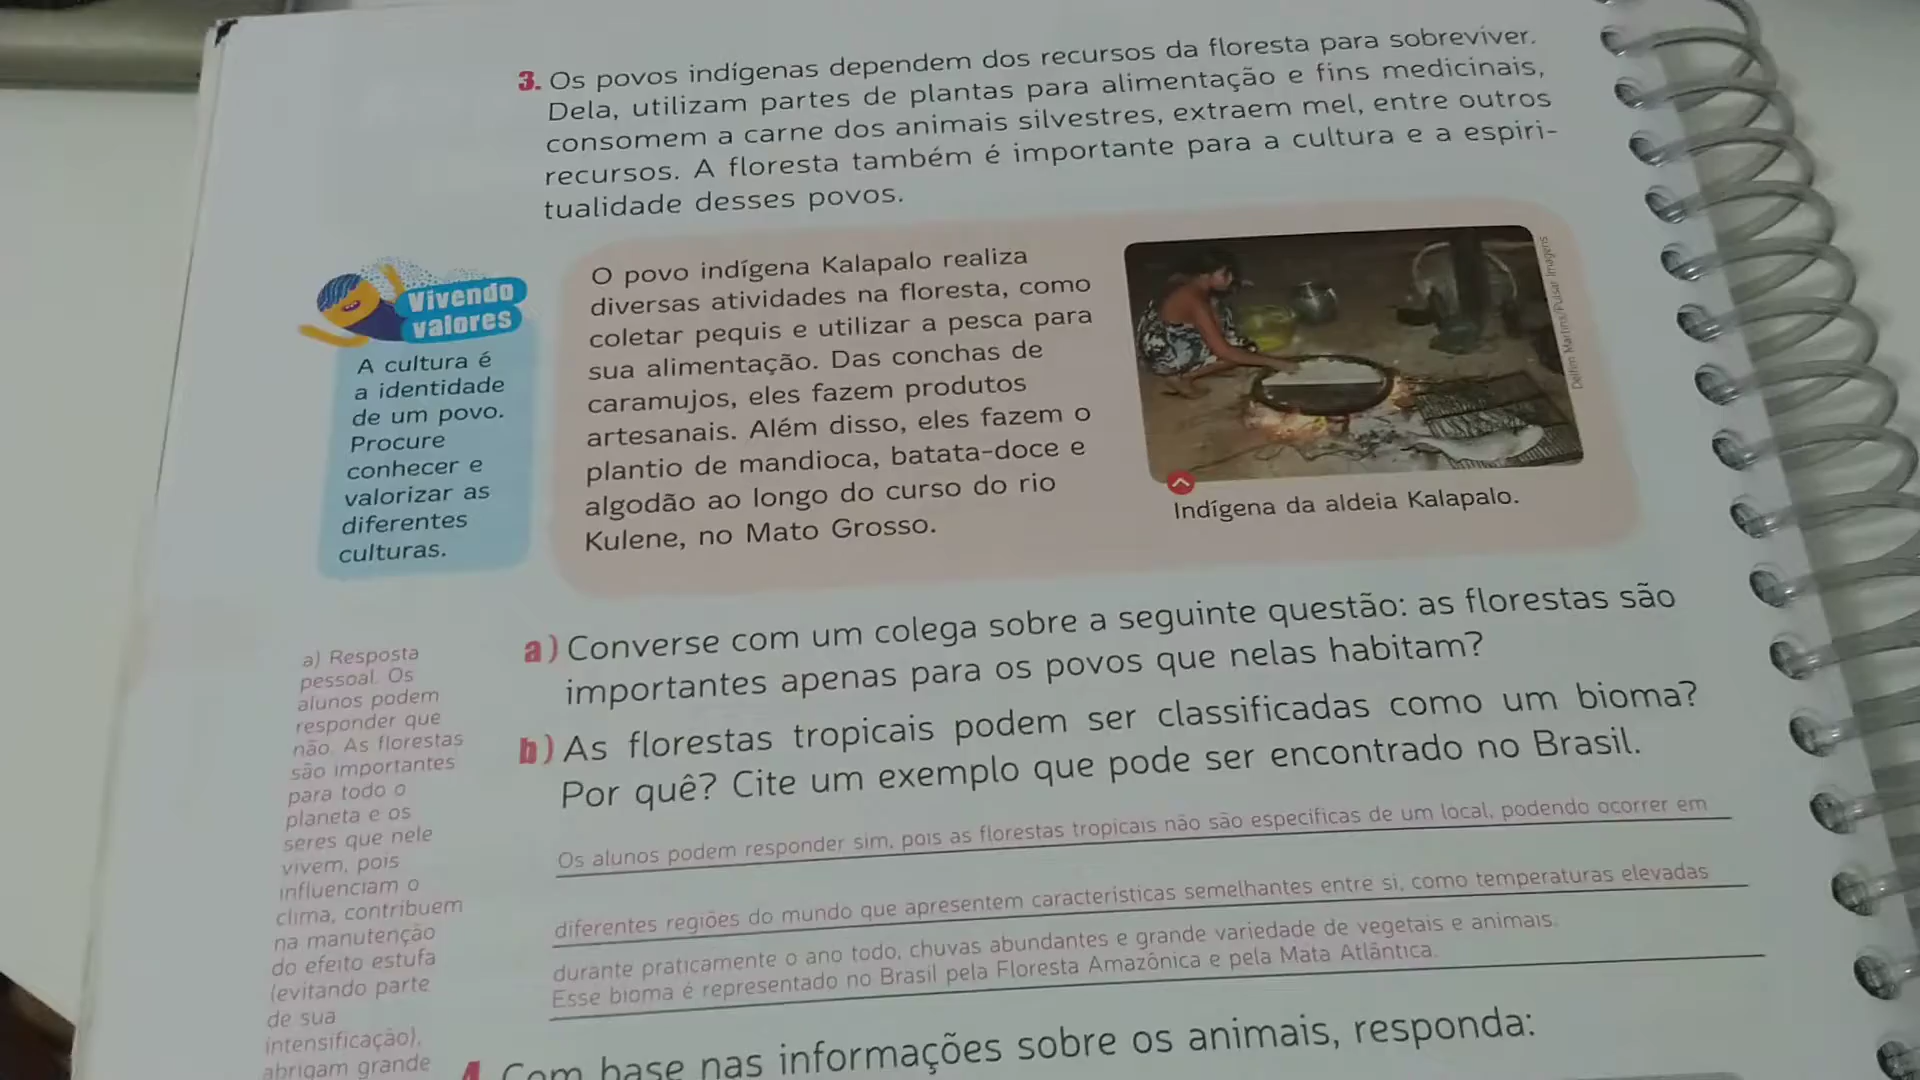 3. Os povos indígenas dependem dos recursos da floresta para sobreviver.
Dela, utilizam partes de plantas para alimentação e fins medicinais,
consomem a carne dos animais silvestres, extraem mel, entre outros
recursos. A floresta também é importante para a cultura e a espiri-
tualidade desses povos.
Vivendo
valores
A cultura é
a identidade
de um povo.
Procure
conhecer e
valorizar as
diferentes
culturas.
O povo indígena Kalapalo realiza
diversas atividades na floresta, como
coletar pequis e utilizar a pesca para
sua alimentação. Das conchas de
caramujos, eles fazem produtos
artesanais. Além disso, eles fazem o
plantio de mandioca, batata-doce e
algodão ao longo do curso do rio
Kulene, no Mato Grosso.
Delfim Martins/Pulsar Imagens
Indígena da aldeia Kalapalo.
a) Converse com um colega sobre a seguinte questão: as florestas são
importantes apenas para os povos que nelas habitam?
b) As florestas tropicais podem ser classificadas como um bioma?
Por quê? Cite um exemplo que pode ser encontrado no Brasil.
Os alunos podem responder sim, pois as florestas tropicais não são específicas de um local, podendo ocorrer em
diferentes regiões do mundo que apresentem características semelhantes entre si, como temperaturas elevadas
durante praticamente o ano todo, chuvas abundantes e grande variedade de vegetais e animais.
Esse bioma é representado no Brasil pela Floresta Amazônica e pela Mata Atlântica.
a) Resposta
pessoal. Os
alunos podem
responder que
não. As florestas
são importantes
para todo o
planeta e os
seres que nele
vivem, pois
influenciam o
clima, contribuem
na manutenção
do efeito estufa
(evitando parte
de sua
intensificação),
abrigam grande
4. Com base nas informações sobre os animais, responda: